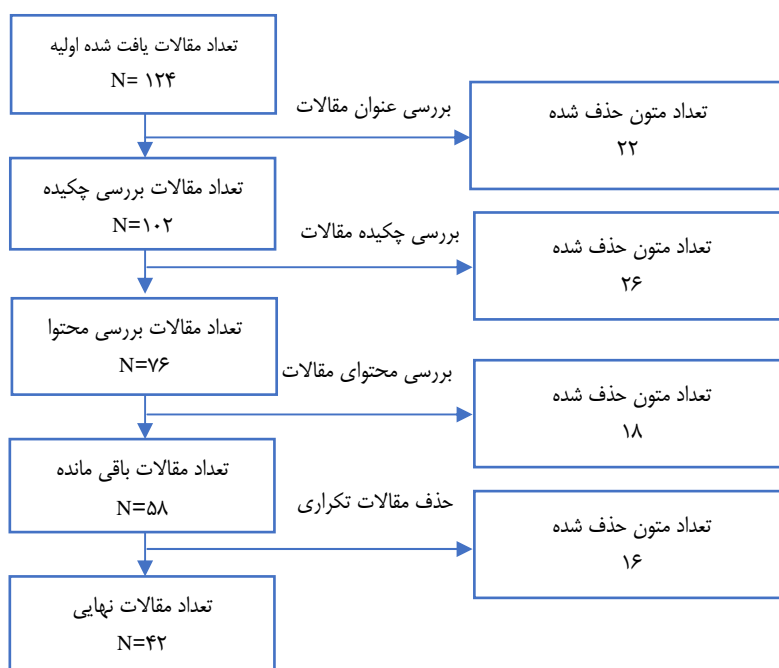 تعداد مقالات یافت شده اولیه
N= ۱۲۴
بررسی عنوان مقالات
تعداد متون حذف شده
۲۲
تعداد مقالات بررسی چکیده
N=۱۰۲
بررسی چکیده مقالات
تعداد متون حذف شده
۲۶
تعداد مقالات بررسی محتوا
N=۷۶
بررسی محتوای مقالات
تعداد متون حذف شده
۱۸
تعداد مقالات باقی مانده
N=۵۸
حذف مقالات تکراری
تعداد متون حذف شده
۱۶
تعداد مقالات نهایی
N=۴۲